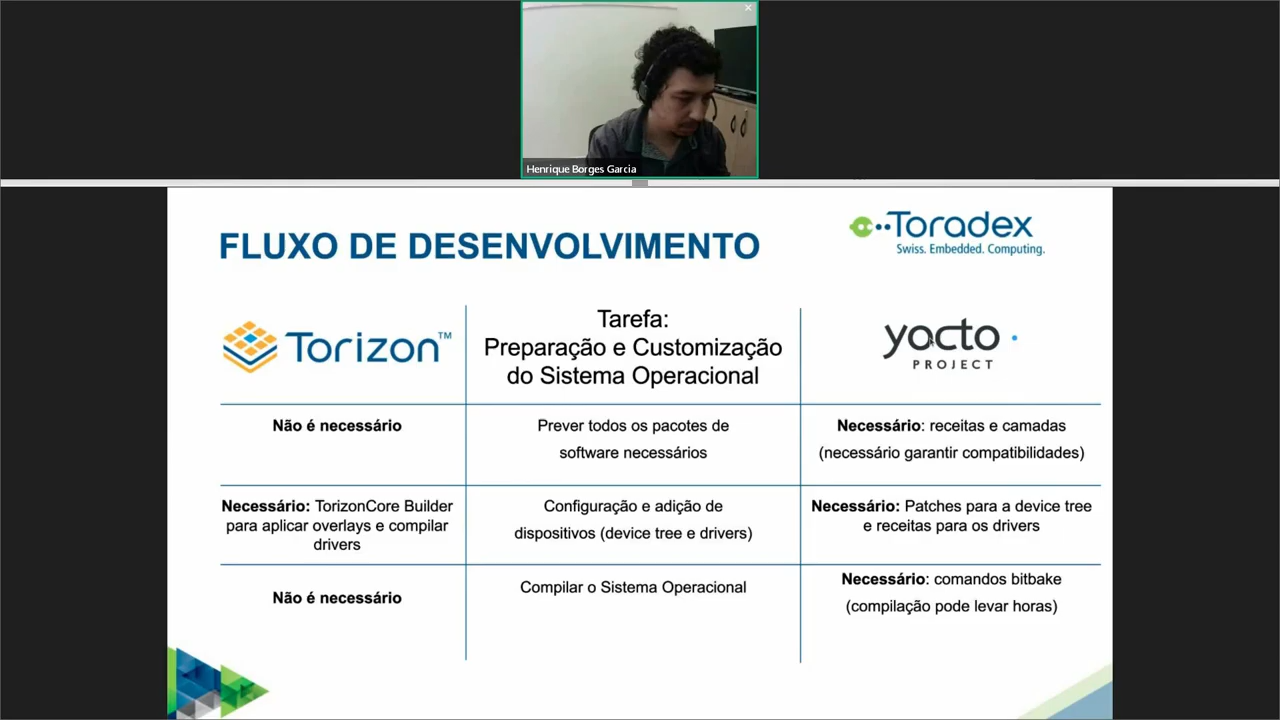 Henrique Borges Garcia
FLUXO DE DESENVOLVIMENTO
Toradex
Swiss. Embedded. Computing.
Torizon™
Tarefa:
Preparação e Customização
do Sistema Operacional
yocto
PROJECT
Não é necessário
Prever todos os pacotes de
software necessários
Necessário: receitas e camadas
(necessário garantir compatibilidades)
Necessário: TorizonCore Builder
para aplicar overlays e compilar
drivers
Configuração e adição de
dispositivos (device tree e drivers)
Necessário: Patches para a device tree
e receitas para os drivers
Não é necessário
Compilar o Sistema Operacional
Necessário: comandos bitbake
(compilação pode levar horas)